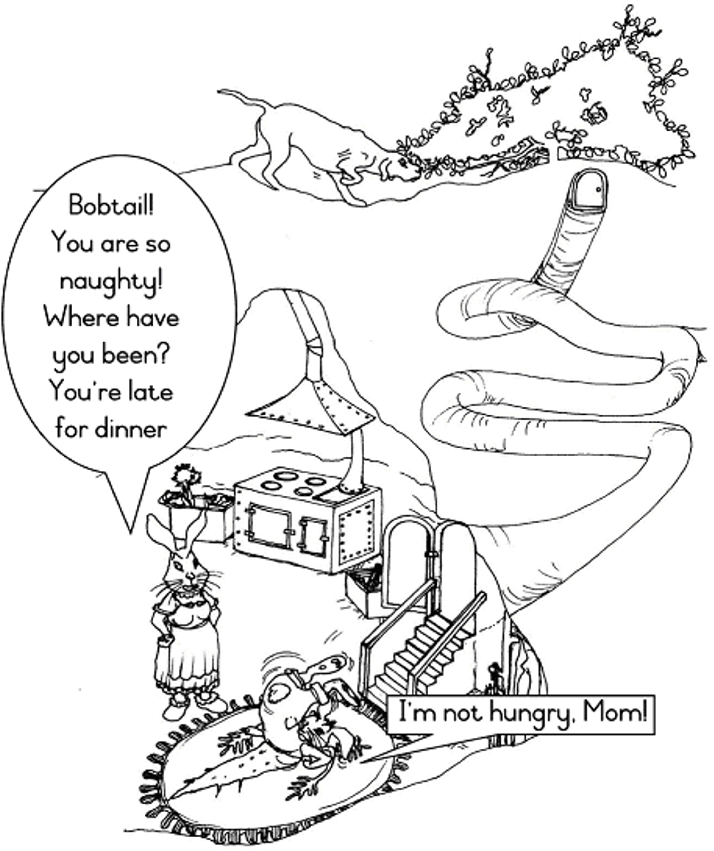 Bobtail!
You are so
naughty!
Where have
you been?
You're late
for dinner
I'm not hungry, Mom!